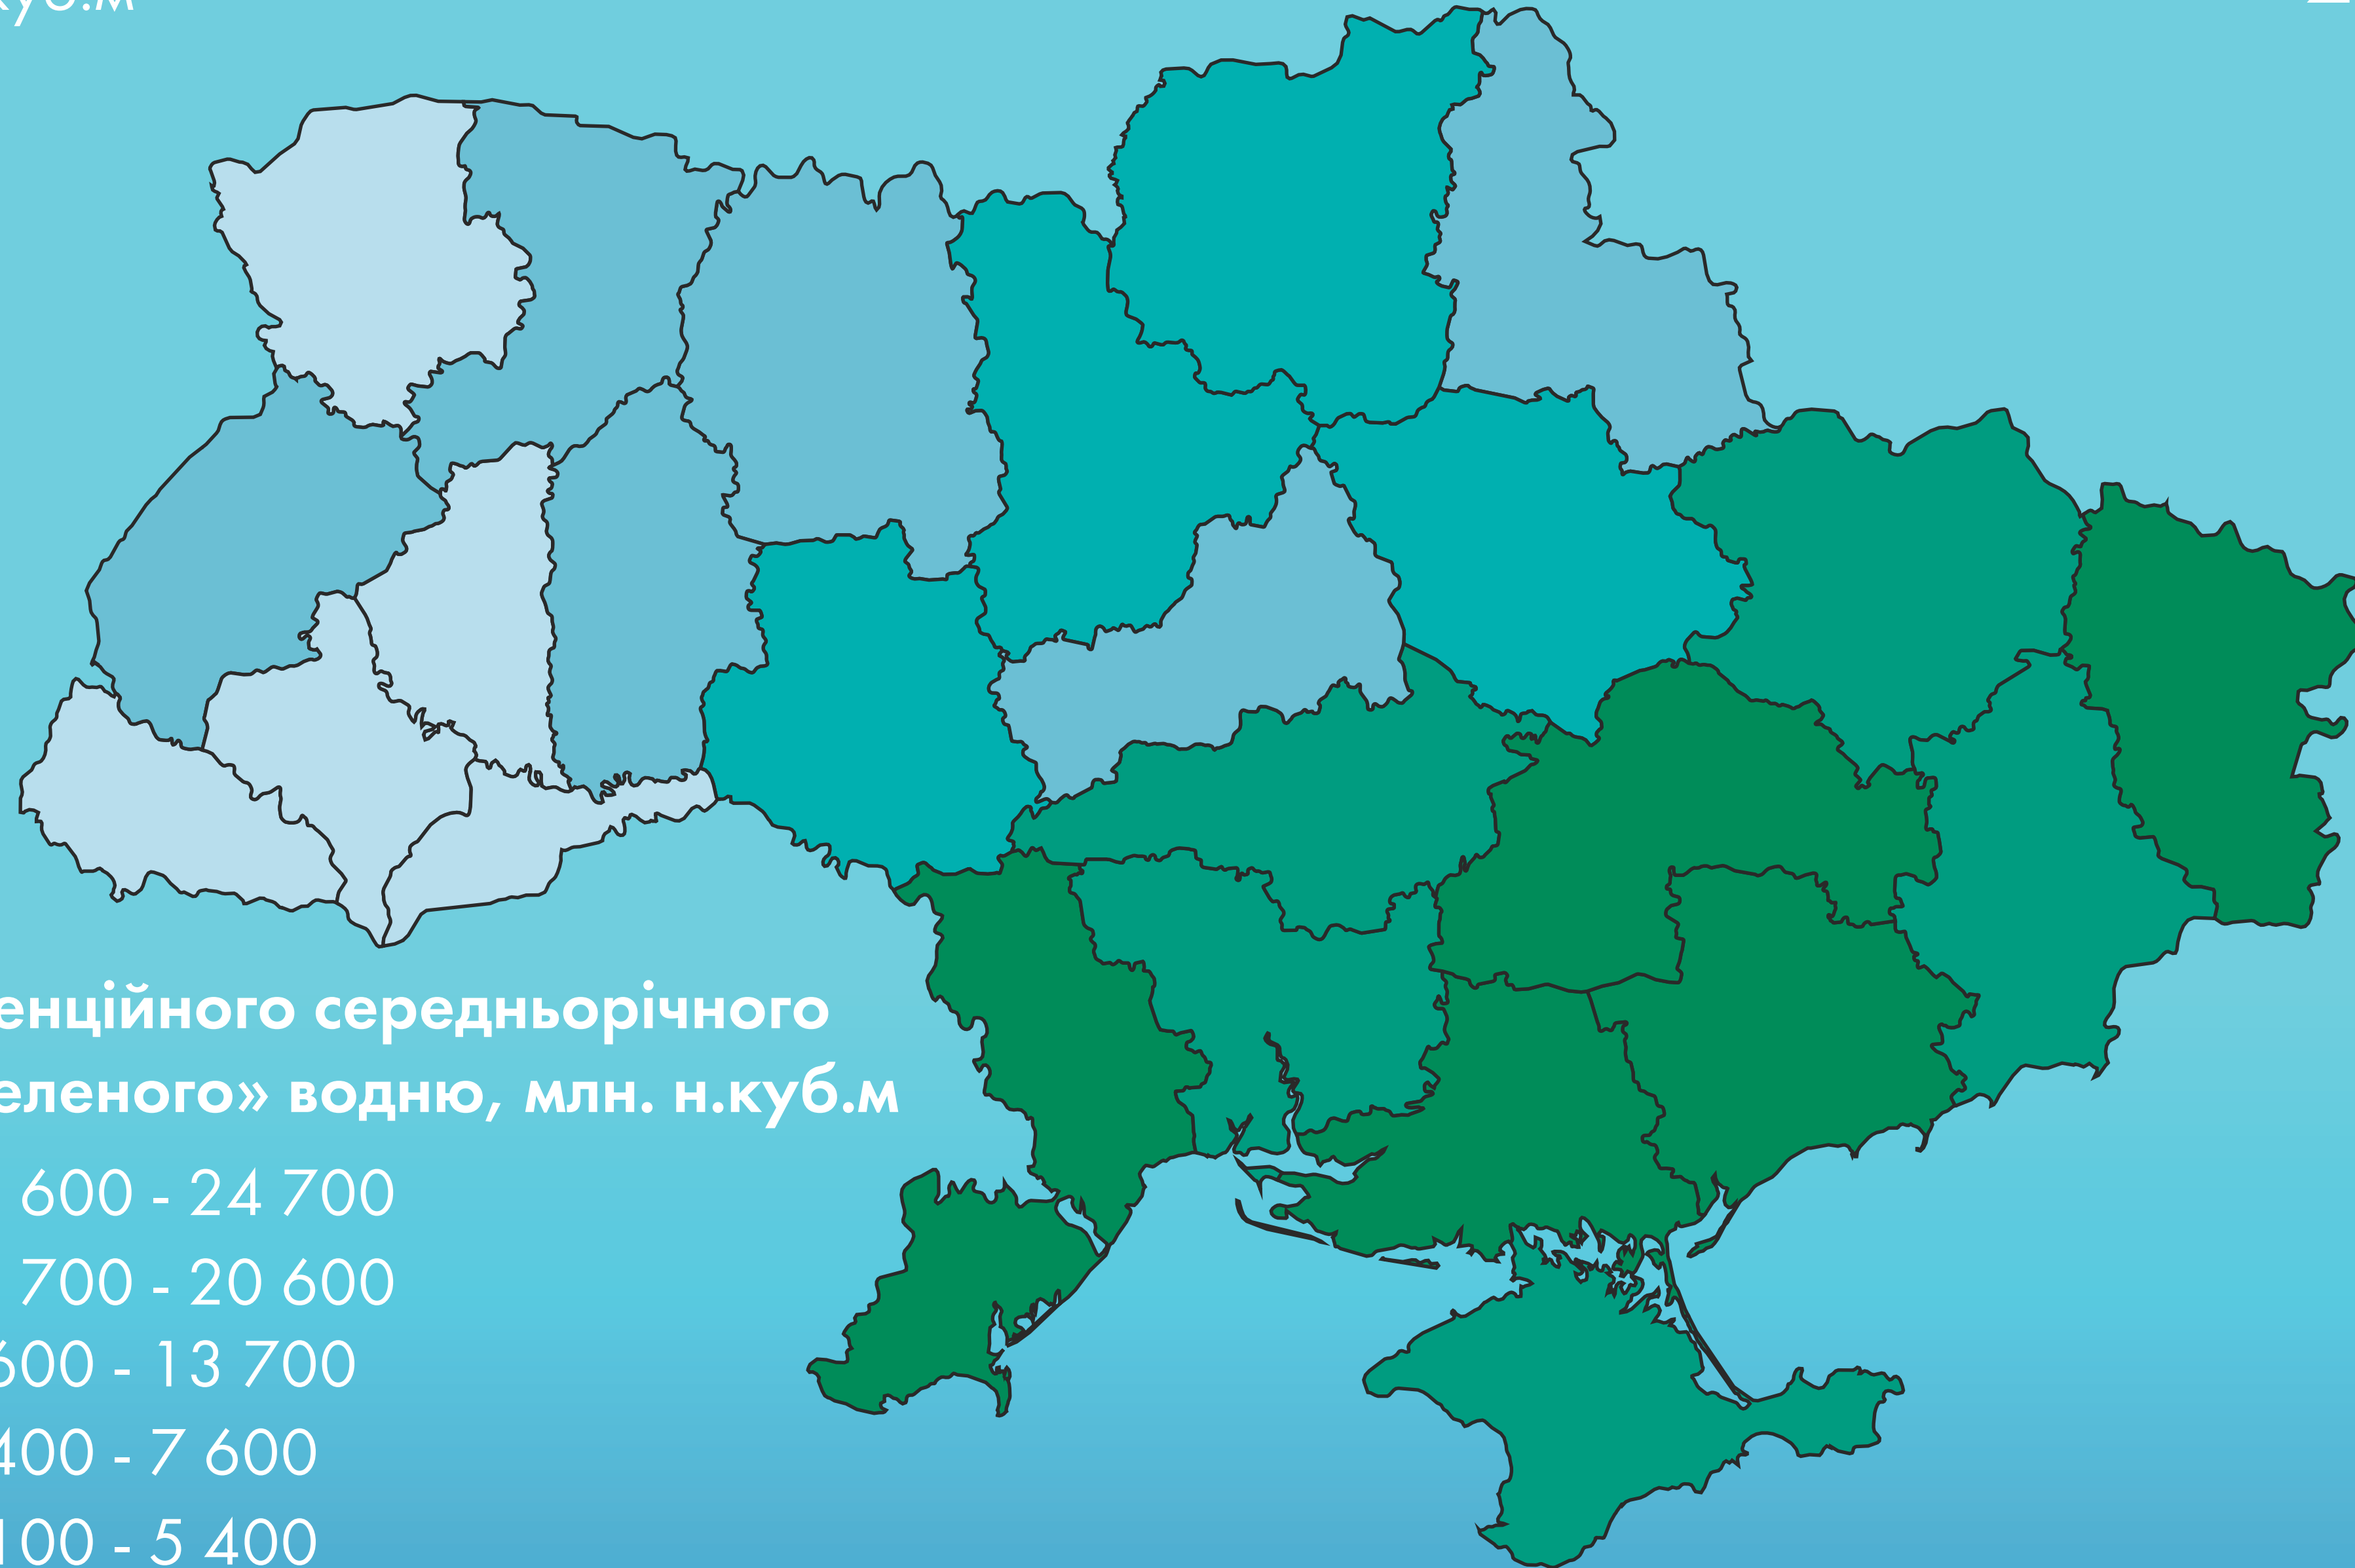 куб.м
енційного середньорічного
еленого» водню, млн. н.куб.м
600 - 24 700
700 - 20 600
600 - 13 700
400 - 7 600
100 - 5 400